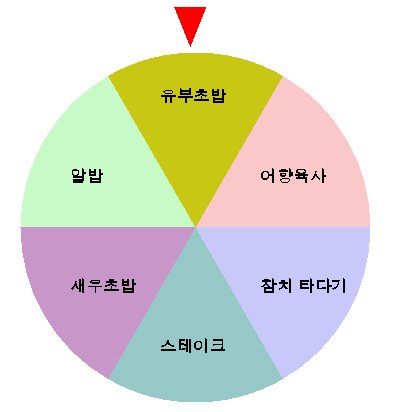 유부초밥
알밥
어향육사
새우초밥
참치 타다기
스테이크